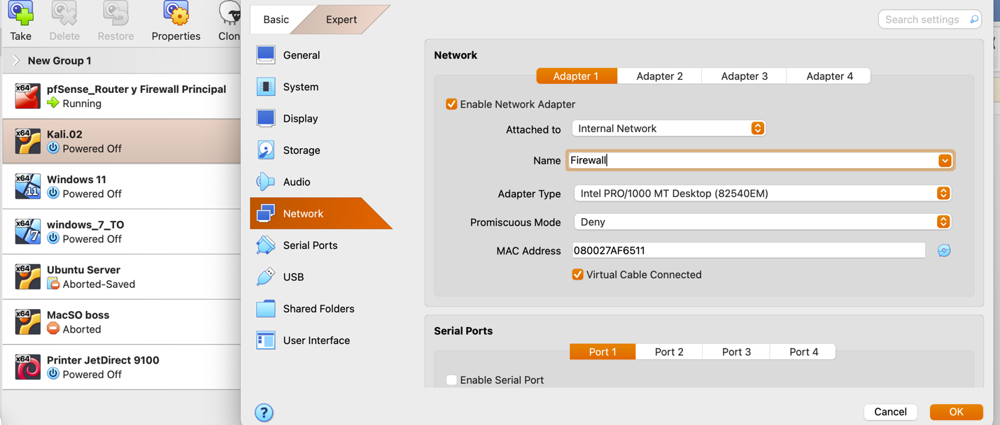 Take Delete Restore Properties Clon
New Group 1
x64 pfSense_Router y Firewall Principal
Running
x64 Kali.02
Powered Off
x64 11 Windows 11
Powered Off
x64 7 windows_7_TO
Powered Off
x64 Ubuntu Server
Aborted-Saved
x64 MacSO boss
Aborted
x64 Printer JetDirect 9100
Powered Off
Basic Expert
Search settings
General
System
Display
Storage
Audio
Network
Serial Ports
USB
Shared Folders
User Interface
Network
Adapter 1 Adapter 2 Adapter 3 Adapter 4
Enable Network Adapter
Attached to Internal Network
Name Firewall
Adapter Type Intel PRO/1000 MT Desktop (82540EM)
Promiscuous Mode Deny
MAC Address 080027AF6511
Virtual Cable Connected
Serial Ports
Port 1 Port 2 Port 3 Port 4
Enable Serial Port
? Cancel OK